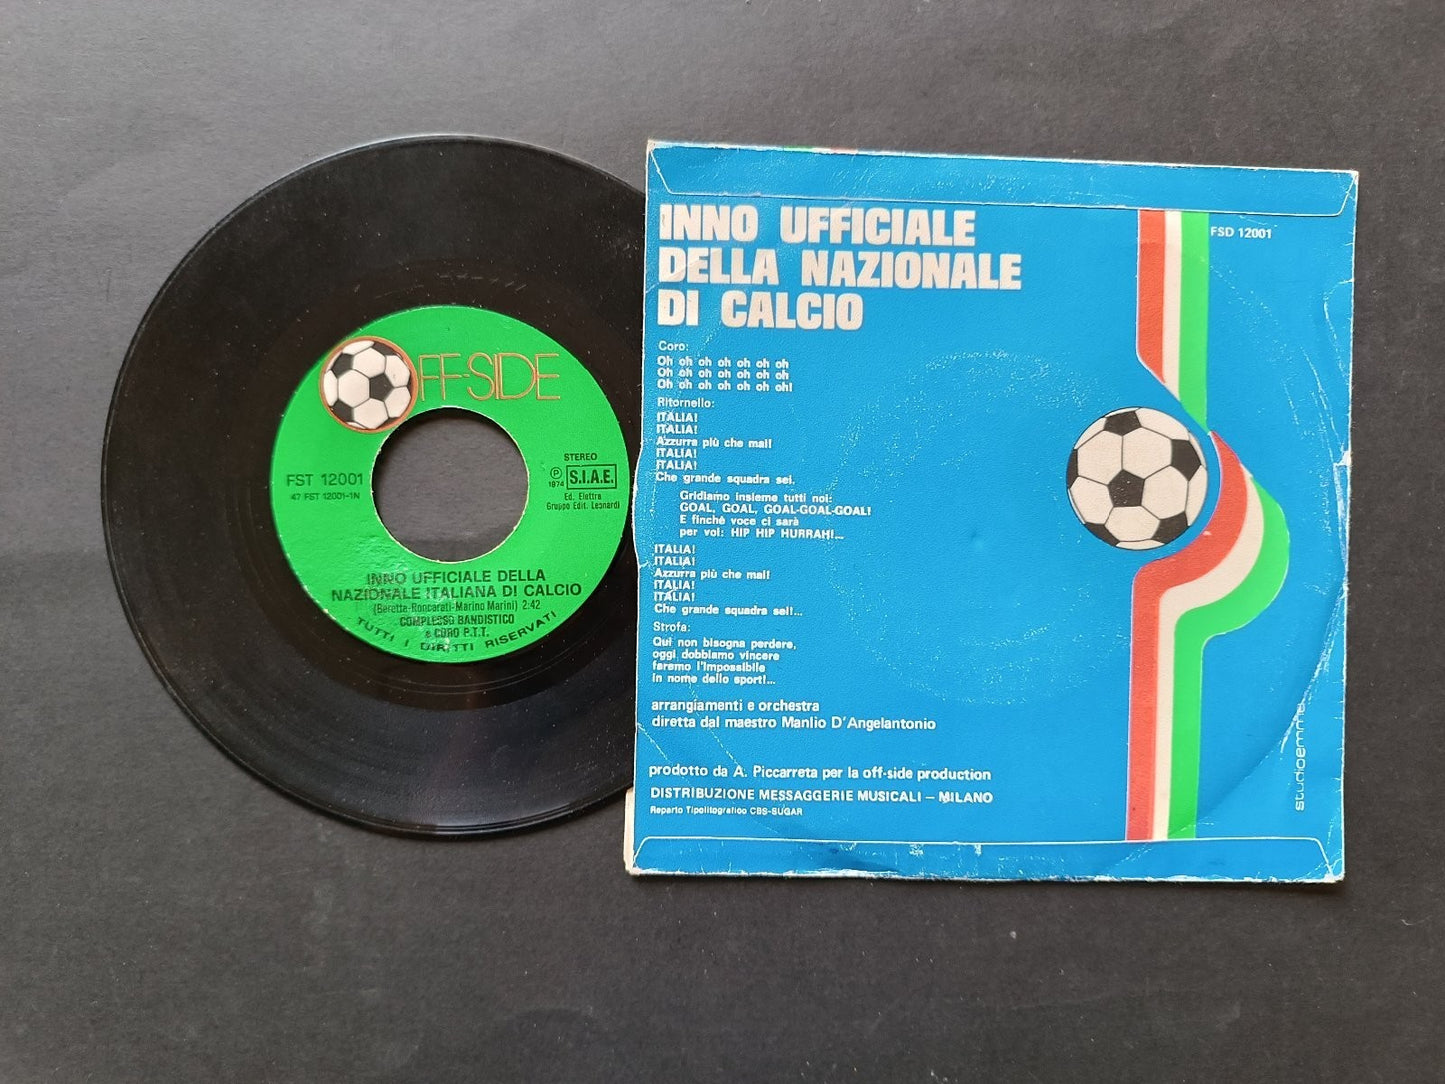 OFF-SIDE
FST 12001
47 FST 12001-1N
STEREO
℗ 1974 S.I.A.E.
Ed. Elettra
Gruppo Edit. Leonardi
INNO UFFICIALE DELLA
NAZIONALE ITALIANA DI CALCIO
(Beretta-Roncarati-Marino Marini) 2:42
COMPLESSO BANDISTICO
e CORO P.T.T.
TUTTI I DIRITTI RISERVATI
INNO UFFICIALE
DELLA NAZIONALE
DI CALCIO
FSD 12001
Coro:
Oh oh oh oh oh oh oh
Oh oh oh oh oh oh oh
Oh oh oh oh oh oh oh!
Ritornello:
ITALIA!
ITALIA!
Azzurra più che mai!
ITALIA!
ITALIA!
Che grande squadra sei.
Gridiamo insieme tutti noi:
GOAL, GOAL, GOAL-GOAL-GOAL!
E finchè voce ci sarà
per voi: HIP HIP HURRAH!...
ITALIA!
ITALIA!
Azzurra più che mai!
ITALIA!
ITALIA!
Che grande squadra sei!...
Strofa:
Qui non bisogna perdere,
oggi dobbiamo vincere
faremo l'impossibile
in nome dello sport!...
arrangiamenti e orchestra
diretta dal maestro Manlio D'Angelantonio
prodotto da A. Piccarreta per la off-side production
DISTRIBUZIONE MESSAGGERIE MUSICALI – MILANO
Reparto Tipolitografico CBS-SUGAR
studioemme